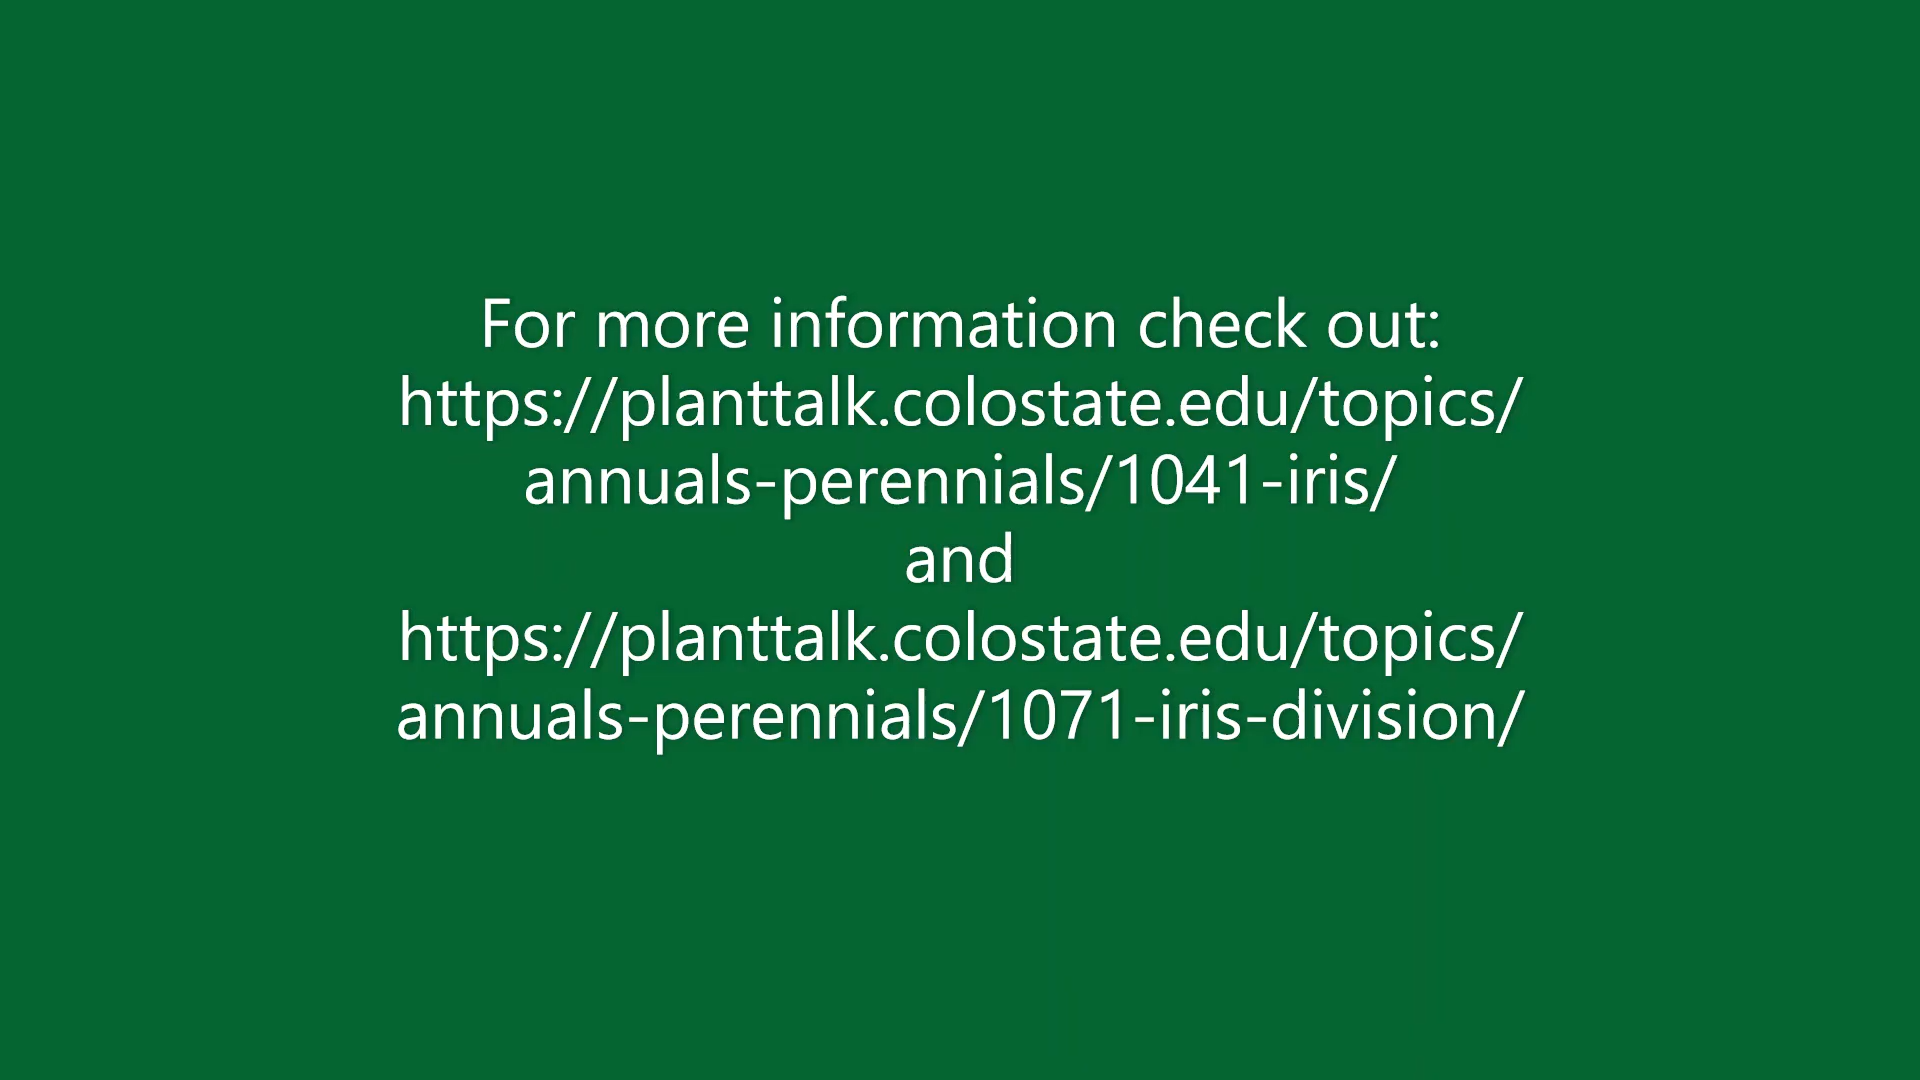 For more information check out:
https://planttalk.colostate.edu/topics/
annuals-perennials/1041-iris/
and
https://planttalk.colostate.edu/topics/
annuals-perennials/1071-iris-division/